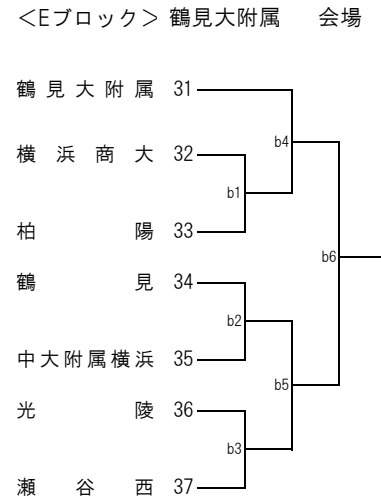 ＜Eブロック＞ 鶴見大附属　会場
鶴見大附属 31
b4
横浜商大 32
b1
柏陽 33
b6
鶴見 34
b2
中大附属横浜 35
b5
光陵 36
b3
瀬谷西 37